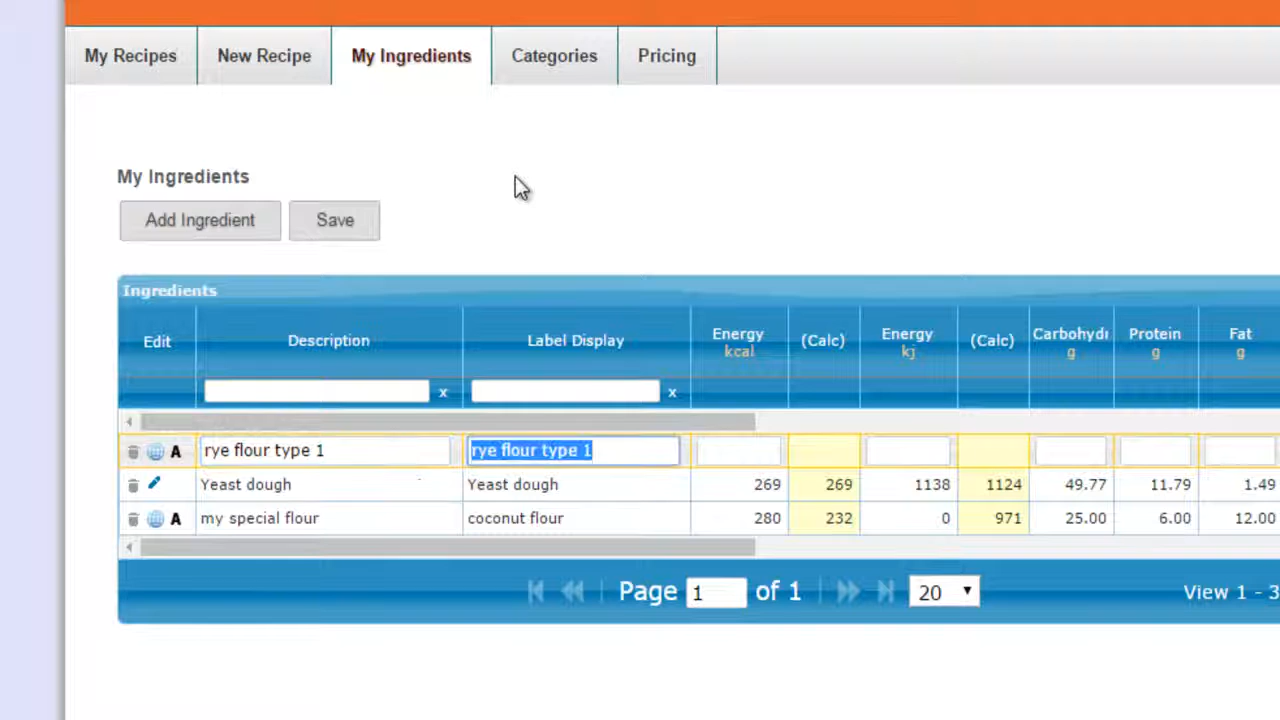 My Recipes New Recipe My Ingredients Categories Pricing
My Ingredients
Add Ingredient Save
Ingredients
Edit Description Label Display Energy kcal (Calc) Energy kj (Calc) Carbohydr g Protein g Fat g
x x
A rye flour type 1 rye flour type 1
Yeast dough Yeast dough 269 269 1138 1124 49.77 11.79 1.49
A my special flour coconut flour 280 232 0 971 25.00 6.00 12.00
Page 1 of 1 20 View 1 - 3